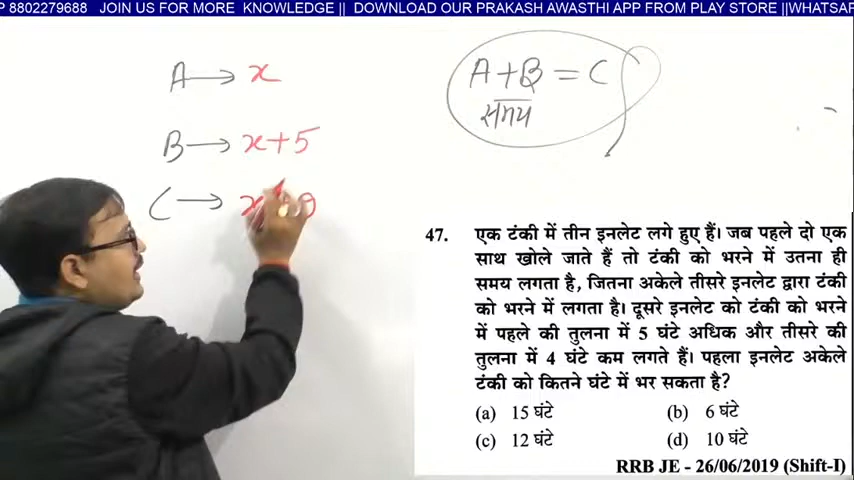 P 8802279688 JOIN US FOR MORE KNOWLEDGE || DOWNLOAD OUR PRAKASH AWASTHI APP FROM PLAY STORE ||WHATSAP
A → x
A + B = C
समय
B → x + 5
C → x
47. एक टंकी में तीन इनलेट लगे हुए हैं। जब पहले दो एक
साथ खोले जाते हैं तो टंकी को भरने में उतना ही
समय लगता है, जितना अकेले तीसरे इनलेट द्वारा टंकी
को भरने में लगता है। दूसरे इनलेट को टंकी को भरने
में पहले की तुलना में 5 घंटे अधिक और तीसरे की
तुलना में 4 घंटे कम लगते हैं। पहला इनलेट अकेले
टंकी को कितने घंटे में भर सकता है?
(a) 15 घंटे (b) 6 घंटे
(c) 12 घंटे (d) 10 घंटे
RRB JE - 26/06/2019 (Shift-I)